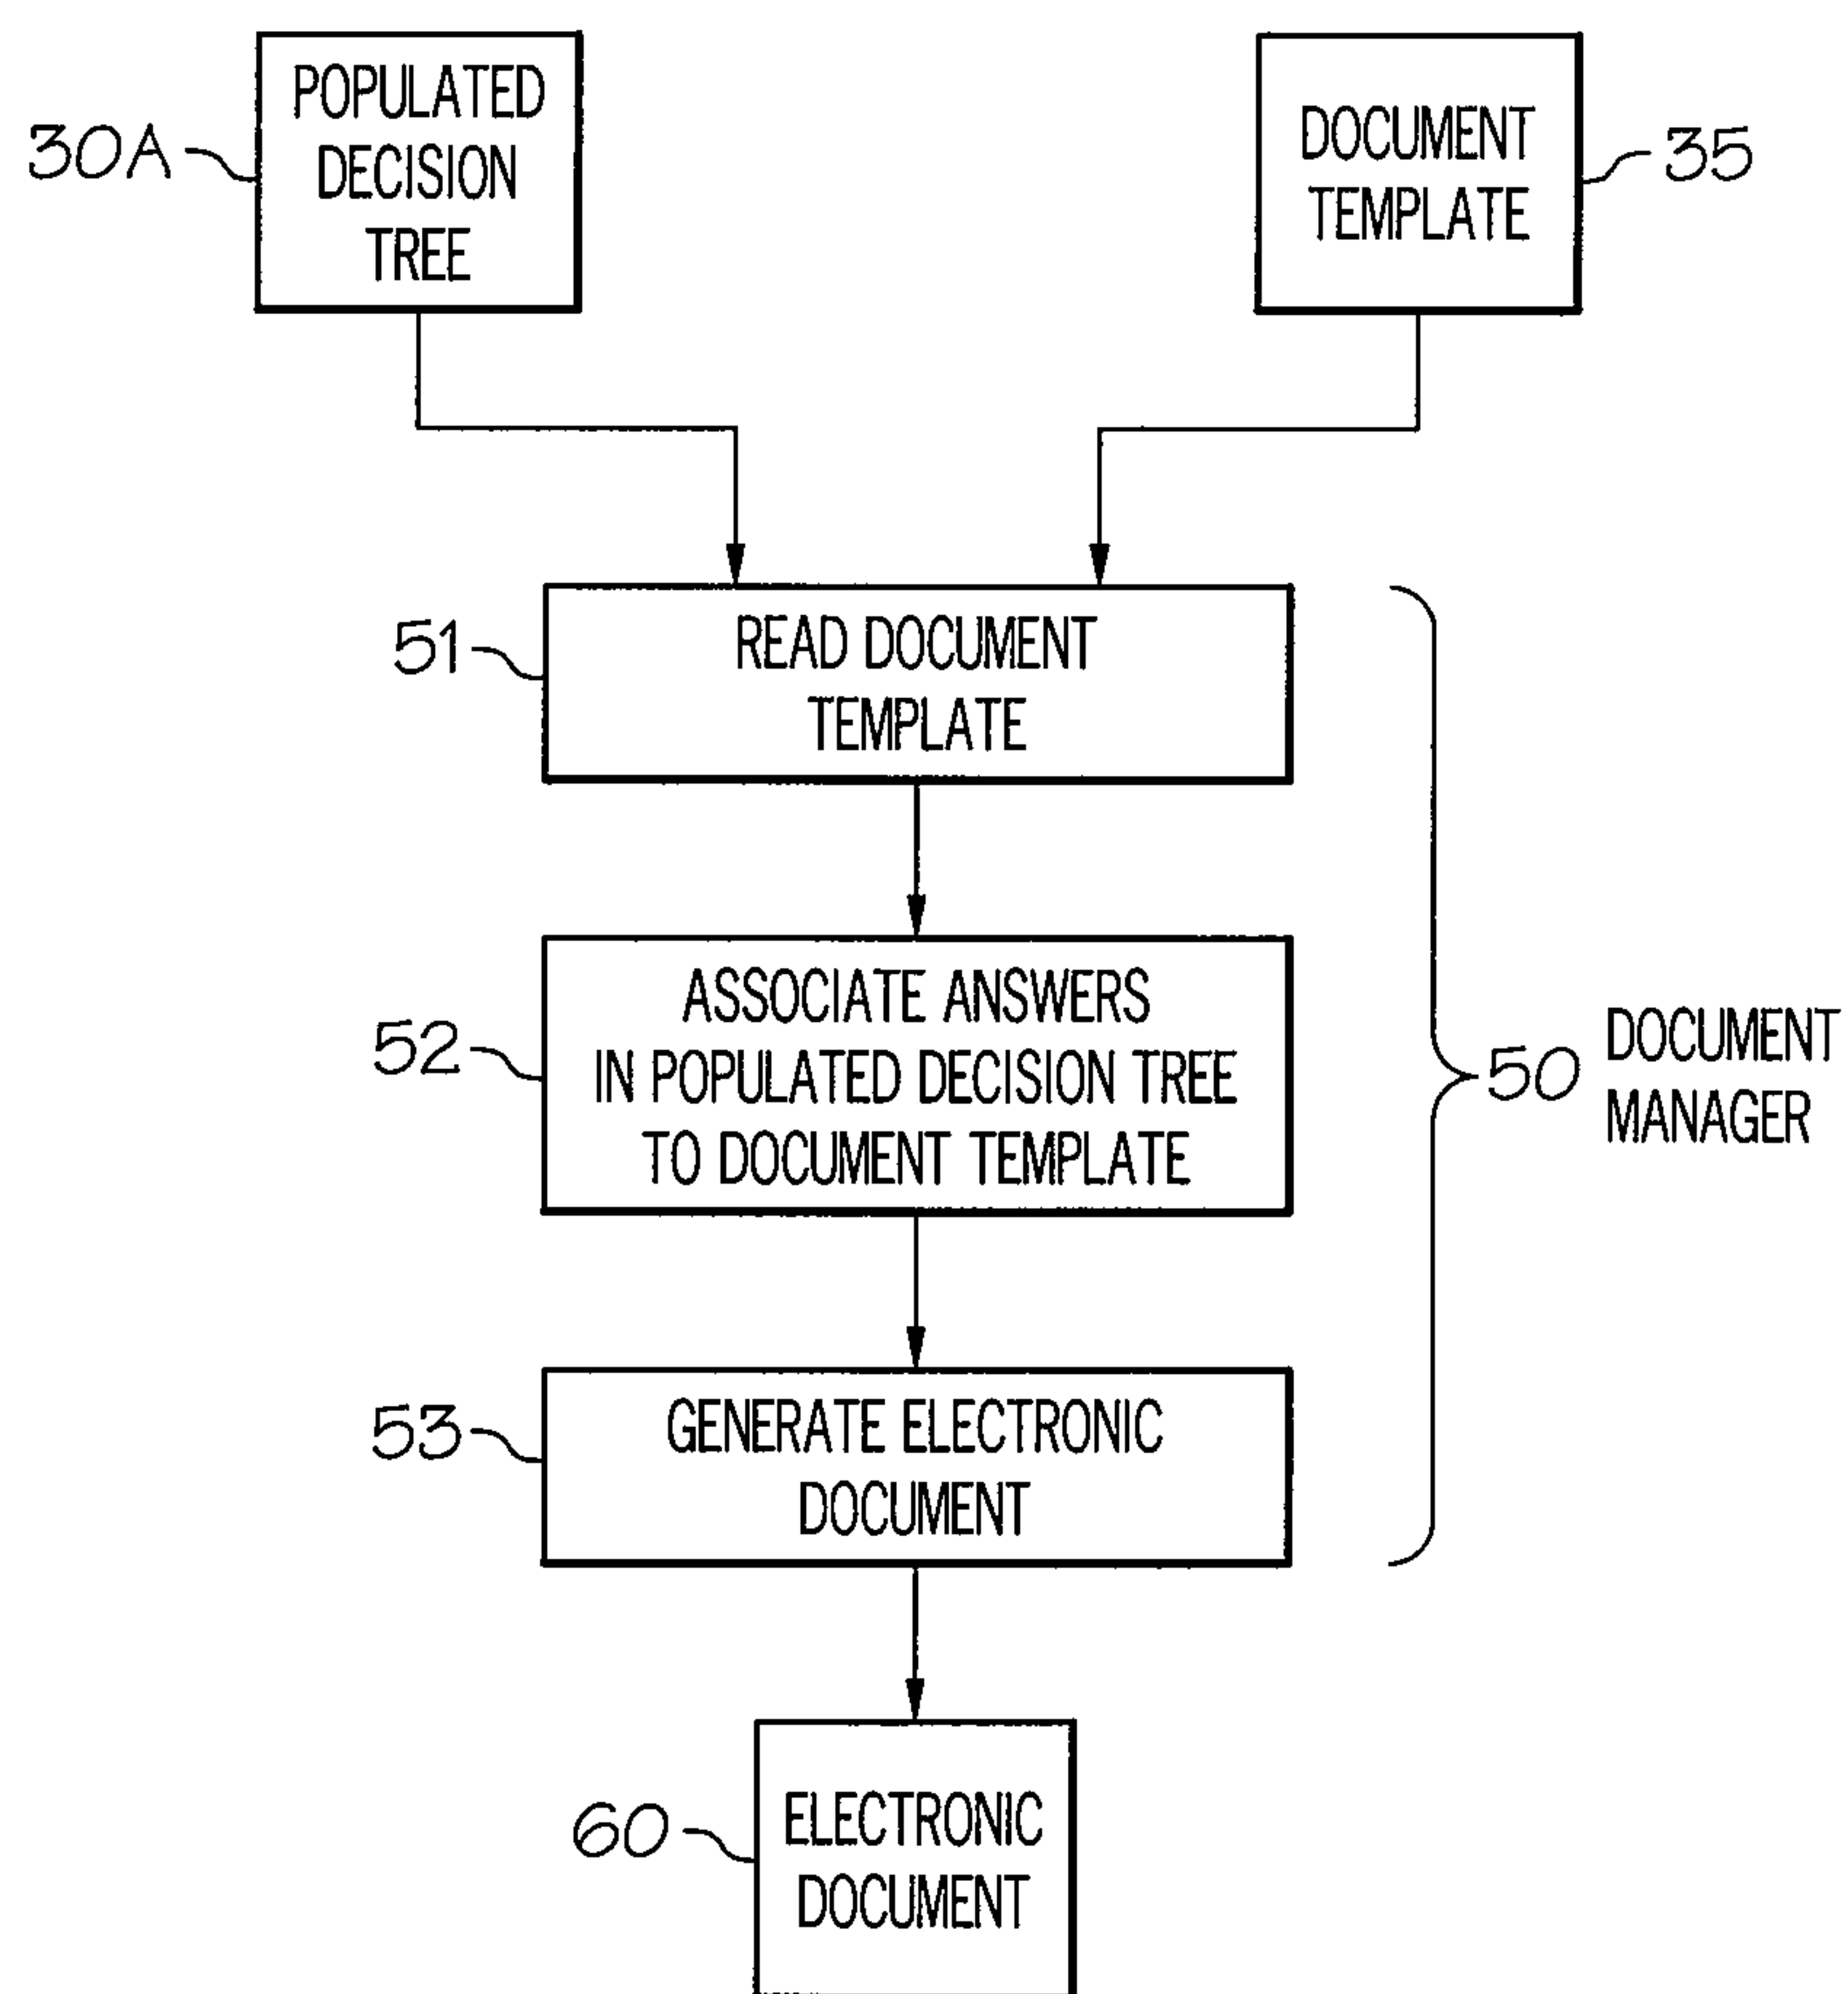 POPULATED
DECISION
TREE
30A
DOCUMENT
TEMPLATE
35
51
READ DOCUMENT
TEMPLATE
52
ASSOCIATE ANSWERS
IN POPULATED DECISION TREE
TO DOCUMENT TEMPLATE
50
DOCUMENT
MANAGER
53
GENERATE ELECTRONIC
DOCUMENT
60
ELECTRONIC
DOCUMENT